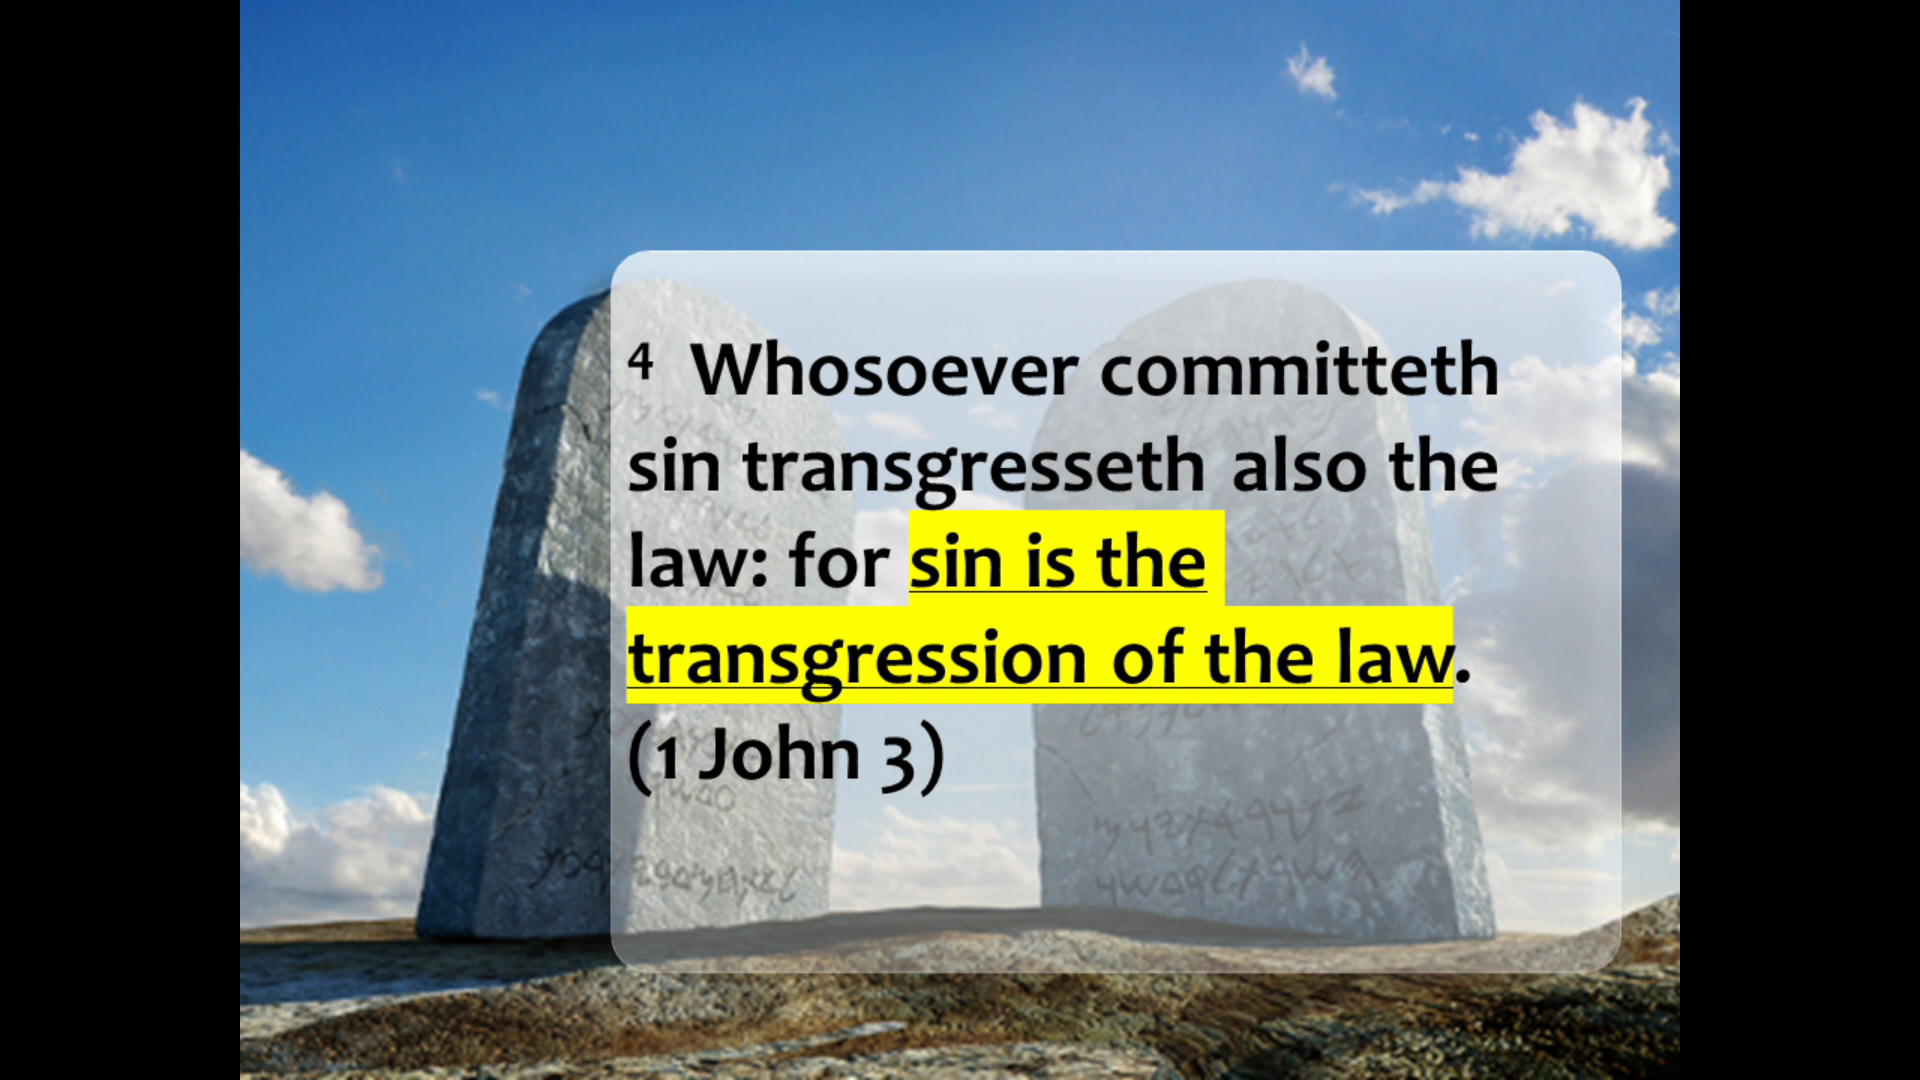 4 Whosoever committeth
sin transgresseth also the
law: for sin is the
transgression of the law.
(1 John 3)